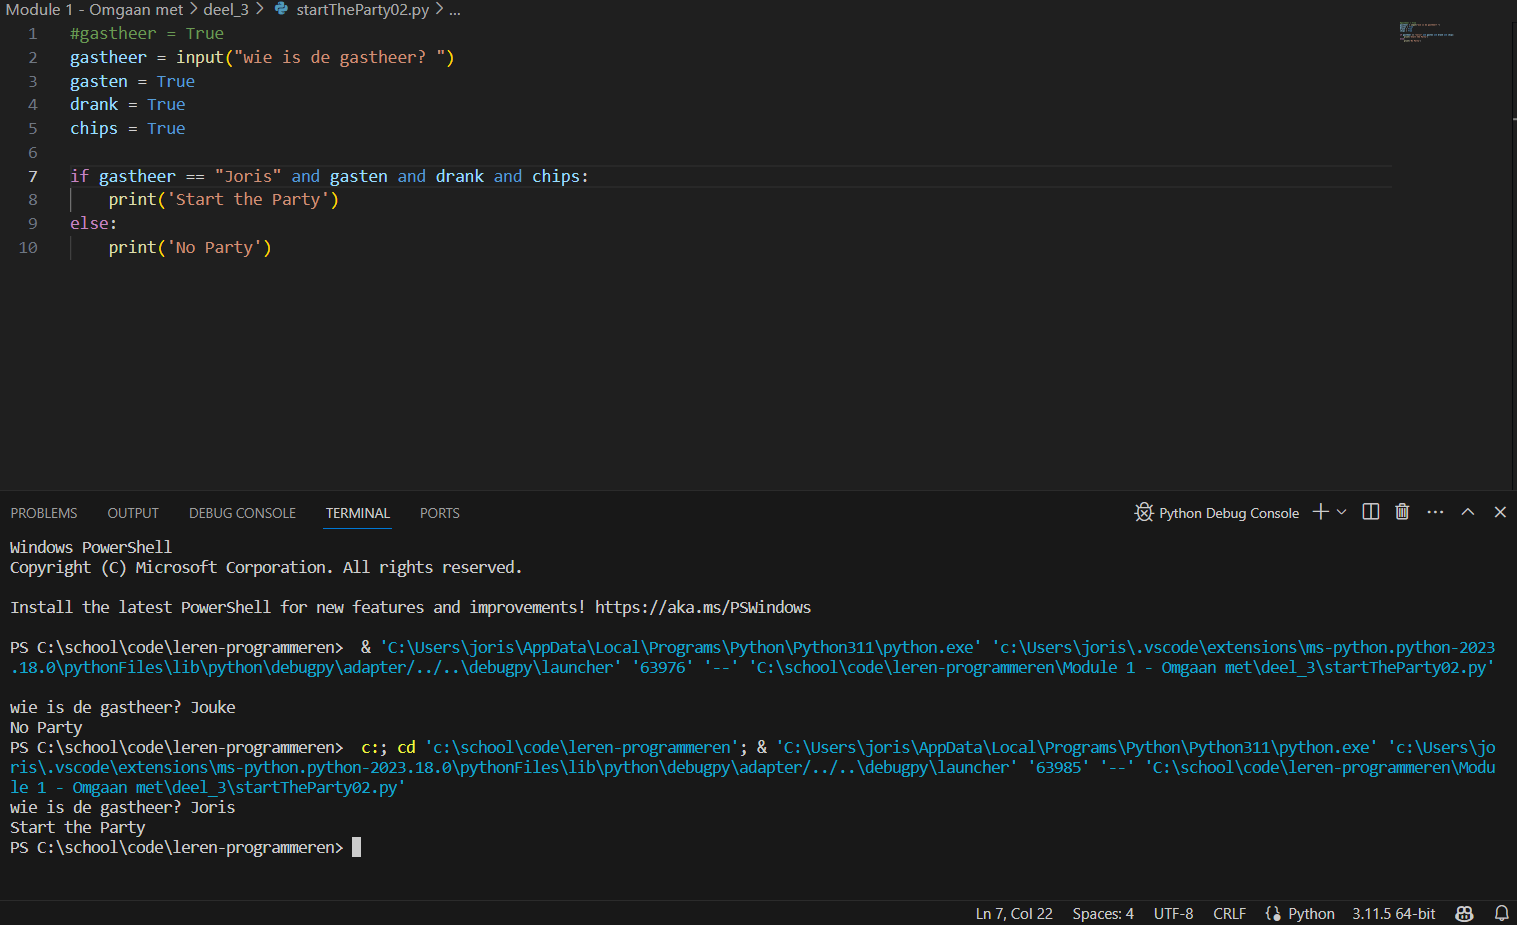 Module 1 - Omgaan met > deel_3 > startTheParty02.py > ...
1 #gastheer = True
2 gastheer = input("wie is de gastheer? ")
3 gasten = True
4 drank = True
5 chips = True
6
7 if gastheer == "Joris" and gasten and drank and chips:
8     print('Start the Party')
9 else:
10     print('No Party')
PROBLEMS OUTPUT DEBUG CONSOLE TERMINAL PORTS Python Debug Console
Windows PowerShell
Copyright (C) Microsoft Corporation. All rights reserved.
Install the latest PowerShell for new features and improvements! https://aka.ms/PSWindows
PS C:\school\code\leren-programmeren>  & 'C:\Users\joris\AppData\Local\Programs\Python\Python311\python.exe' 'c:\Users\joris\.vscode\extensions\ms-python.python-2023
.18.0\pythonFiles\lib\python\debugpy\adapter/../..\debugpy\launcher' '63976' '--' 'C:\school\code\leren-programmeren\Module 1 - Omgaan met\deel_3\startTheParty02.py'
wie is de gastheer? Jouke
No Party
PS C:\school\code\leren-programmeren>  c:; cd 'c:\school\code\leren-programmeren'; & 'C:\Users\joris\AppData\Local\Programs\Python\Python311\python.exe' 'c:\Users\jo
ris\.vscode\extensions\ms-python.python-2023.18.0\pythonFiles\lib\python\debugpy\adapter/../..\debugpy\launcher' '63985' '--' 'C:\school\code\leren-programmeren\Modu
le 1 - Omgaan met\deel_3\startTheParty02.py'
wie is de gastheer? Joris
Start the Party
PS C:\school\code\leren-programmeren>
Ln 7, Col 22 Spaces: 4 UTF-8 CRLF Python 3.11.5 64-bit